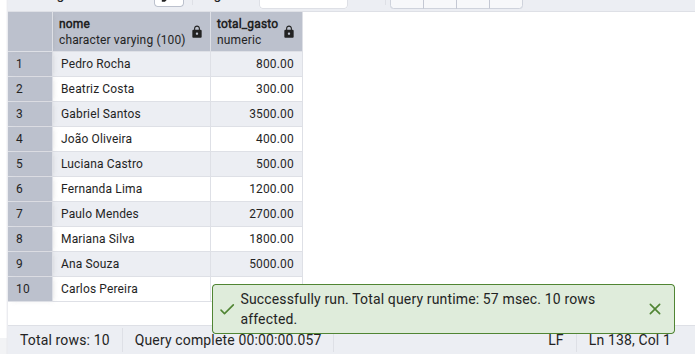 nome total_gasto
character varying (100) numeric
1 Pedro Rocha 800.00
2 Beatriz Costa 300.00
3 Gabriel Santos 3500.00
4 João Oliveira 400.00
5 Luciana Castro 500.00
6 Fernanda Lima 1200.00
7 Paulo Mendes 2700.00
8 Mariana Silva 1800.00
9 Ana Souza 5000.00
10 Carlos Pereira
Successfully run. Total query runtime: 57 msec. 10 rows
affected.
Total rows: 10 Query complete 00:00:00.057 LF Ln 138, Col 1